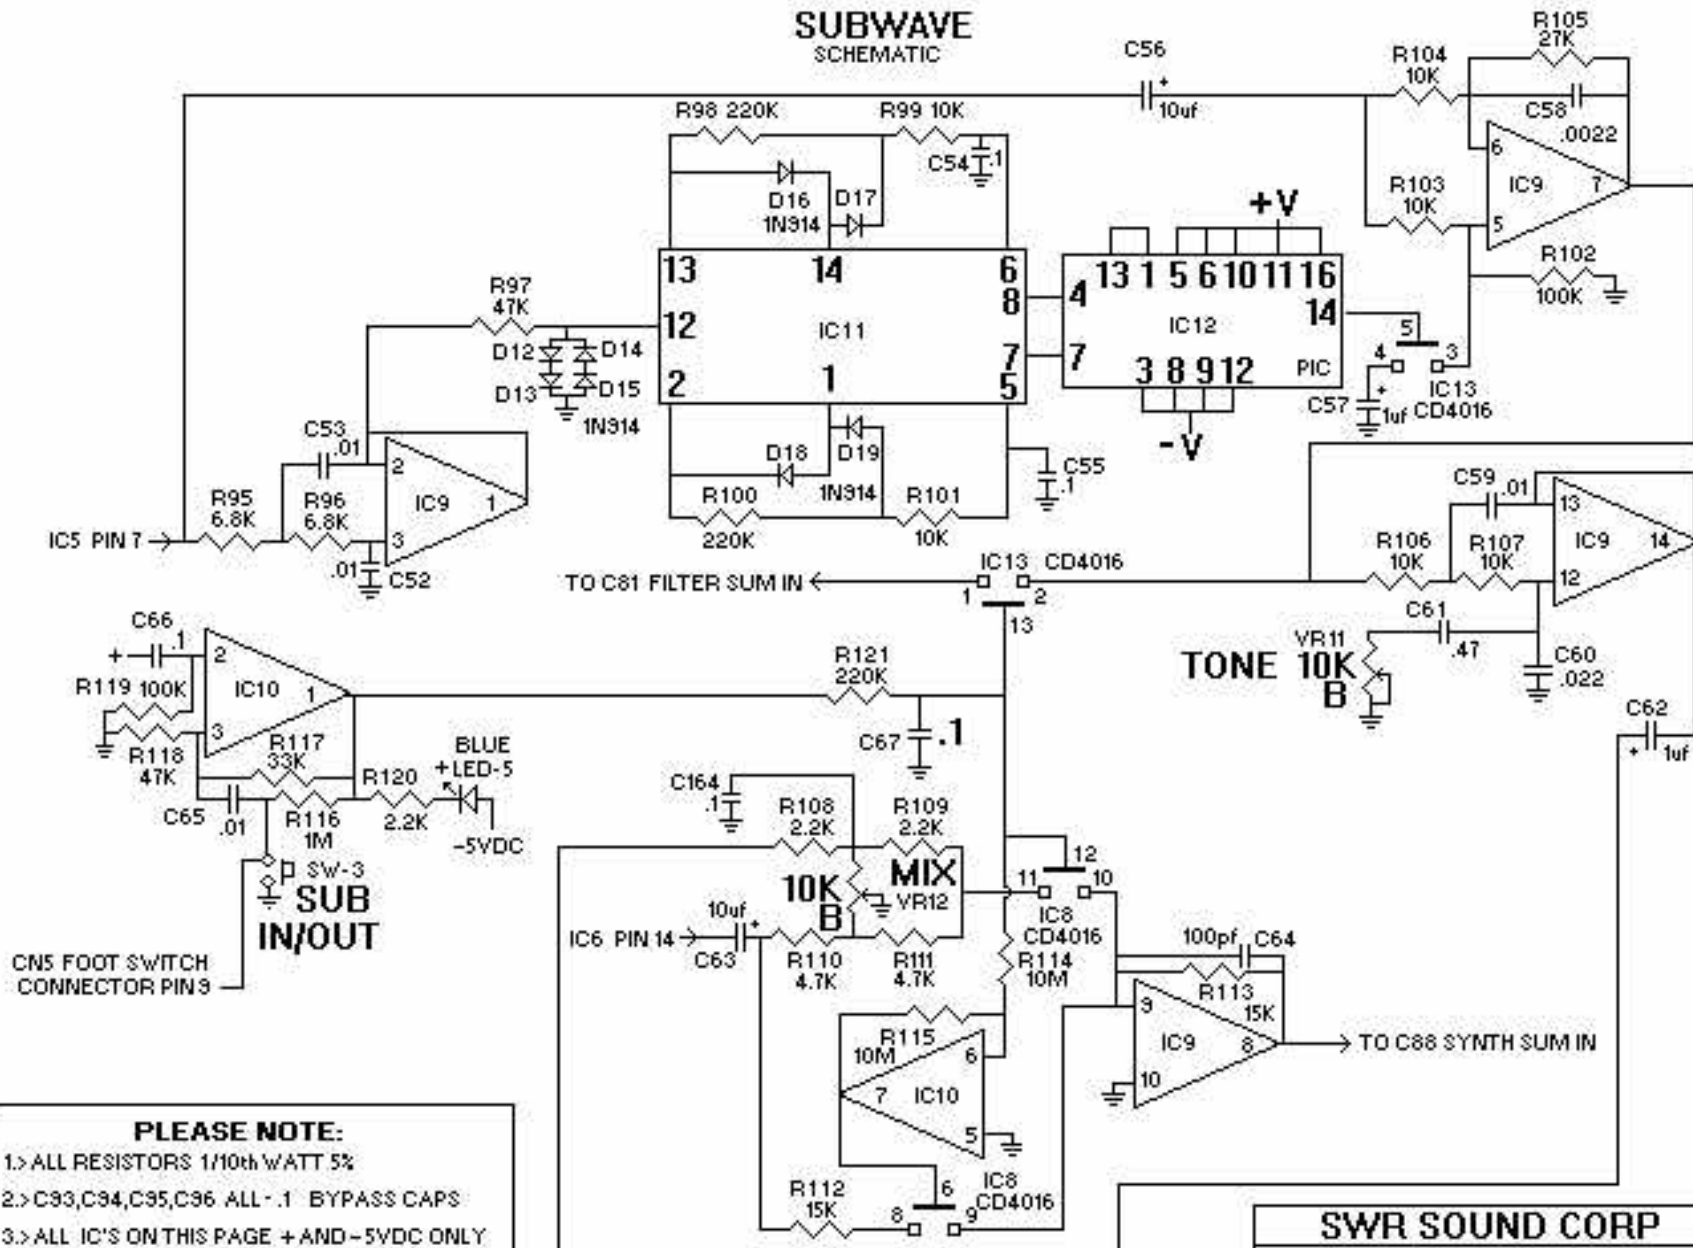 SUBWAVE
SCHEMATIC
C56
+
10uf
R105
27K
R104
10K
C58
.0022
6
IC9
7
5
R103
10K
R102
100K
R98 220K
R99 10K
C54
.1
D16
D17
1N914
+V
13
14
6
8
12
IC11
7
2
1
5
13 1 5 6 10 11 16
4
14
IC12
7
PIC
3 8 9 12
-V
5
4
3
IC13
CD4016
C57
+
1uf
R97
47K
D12
D14
D13
D15
1N914
C53
.01
2
IC9
1
3
R95
6.8K
R96
6.8K
IC5 PIN 7
.01
C52
D18
D19
1N914
R100
220K
R101
10K
C55
.1
IC13
CD4016
TO C81 FILTER SUM IN
1
2
13
C59
.01
13
IC9
14
12
R106
10K
R107
10K
C61
.47
VR11
TONE 10K
B
C60
.022
C62
+
1uf
C66
.1
+
2
IC10
1
3
R119 100K
R118
47K
R117
33K
R120
2.2K
BLUE
+ LED-5
-5VDC
C65
.01
R116
1M
SW-3
SUB
IN/OUT
CN5 FOOT SWITCH
CONNECTOR PIN 9
R121
220K
C67
.1
C164
.1
R108
2.2K
R109
2.2K
10K
B
MIX
VR12
12
11
10
IC8
CD4016
10uf
+
IC6 PIN 14
C63
R110
4.7K
R111
4.7K
R114
10M
100pf
C64
R113
15K
9
IC9
8
10
TO C88 SYNTH SUM IN
R115
10M
6
7
IC10
5
R112
15K
6
8
9
IC8
CD4016
PLEASE NOTE:
1.> ALL RESISTORS 1/10th WATT 5%
2.> C93,C94,C95,C96 ALL - .1 BYPASS CAPS
3.> ALL IC'S ON THIS PAGE + AND -5VDC ONLY
SWR SOUND CORP